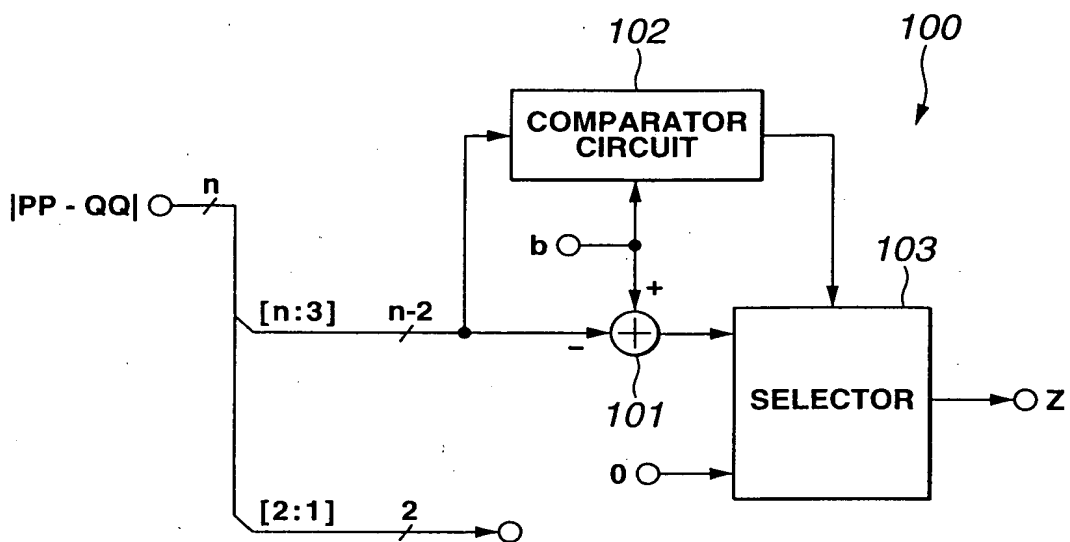 102
100
COMPARATOR
CIRCUIT
n
|PP - QQ|
b
103
+
[n:3]
n-2
-
101
SELECTOR
Z
0
[2:1]
2